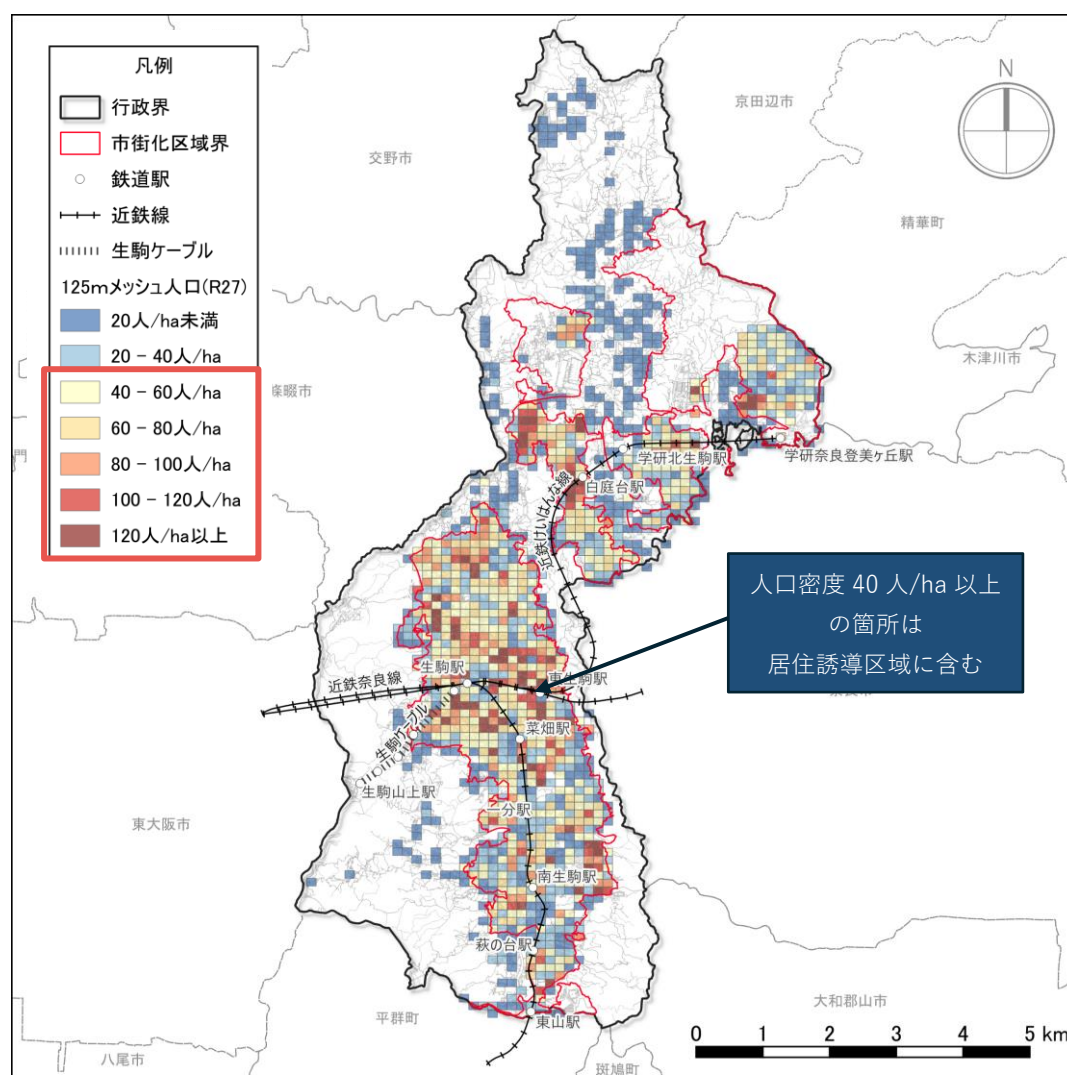 凡例
行政界
市街化区域界
鉄道駅
近鉄線
生駒ケーブル
125mメッシュ人口(R27)
20人/ha未満
20 - 40人/ha
40 - 60人/ha
60 - 80人/ha
80 - 100人/ha
100 - 120人/ha
120人/ha以上
N
京田辺市
交野市
精華町
木津川市
學研北生駒駅
学研奈良登美ヶ丘駅
白庭台駅
近鉄けいはんな線
人口密度 40 人/ha 以上
の箇所は
居住誘導区域に含む
生駒駅
東生駒駅
近鉄奈良線
生駒ケーブル
菜畑駅
生駒山上駅
一分駅
東大阪市
南生駒駅
萩の台駅
東山駅
平群町
大和郡山市
八尾市
斑鳩町
0 1 2 3 4 5 km